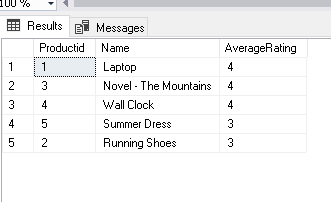 100 %
Results Messages
Productid Name AverageRating
1 1 Laptop 4
2 3 Novel - The Mountains 4
3 4 Wall Clock 4
4 5 Summer Dress 3
5 2 Running Shoes 3